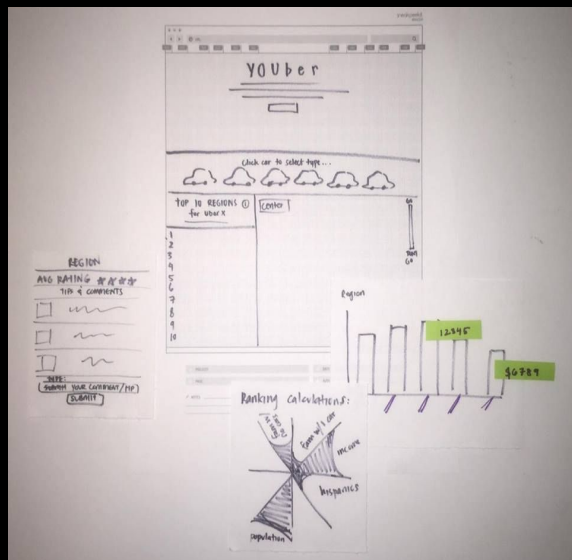 YOUber
Click car to select type...
TOP 10 REGIONS
for uberX
center
1
2
3
4
5
6
7
8
9
10
REGION
AVG RATING
TIPS & COMMENTS
SUBMIT YOUR COMMENT/TIP
SUBMIT
Region
12345
$6789
Ranking calculations:
income
hispanics
population